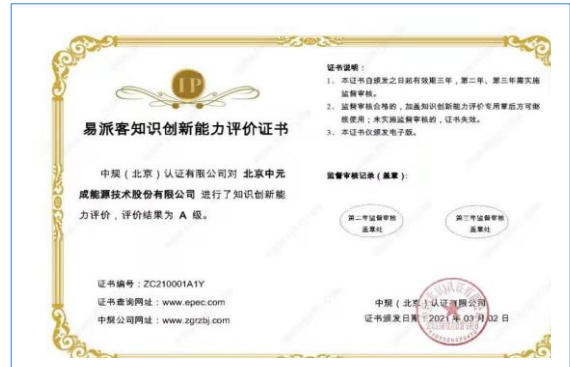 IP
易派客知识创新能力评价证书
中规（北京）认证有限公司对 北京中元
成能源技术股份有限公司 进行了知识创新能
力评价，评价结果为 A 级。
证书编号：ZC210001A1Y
证书查询网址：www.epec.com
中规公司网址：www.zgrzbj.com
证书说明：
1、 本证书自颁发之日起有效期三年，第二年、第三年需实施
监督审核。
2、 监督审核合格的，加盖知识创新能力评价专用章后方可继
续使用；未实施监督审核的，证书失效。
3、 本证书仅颁发电子版。
监督审核记录（盖章）：
第二年监督审核
盖章处
第三年监督审核
盖章处
中规（北京）认证有限公司
证书颁发日期：2021 年 03 月 02 日